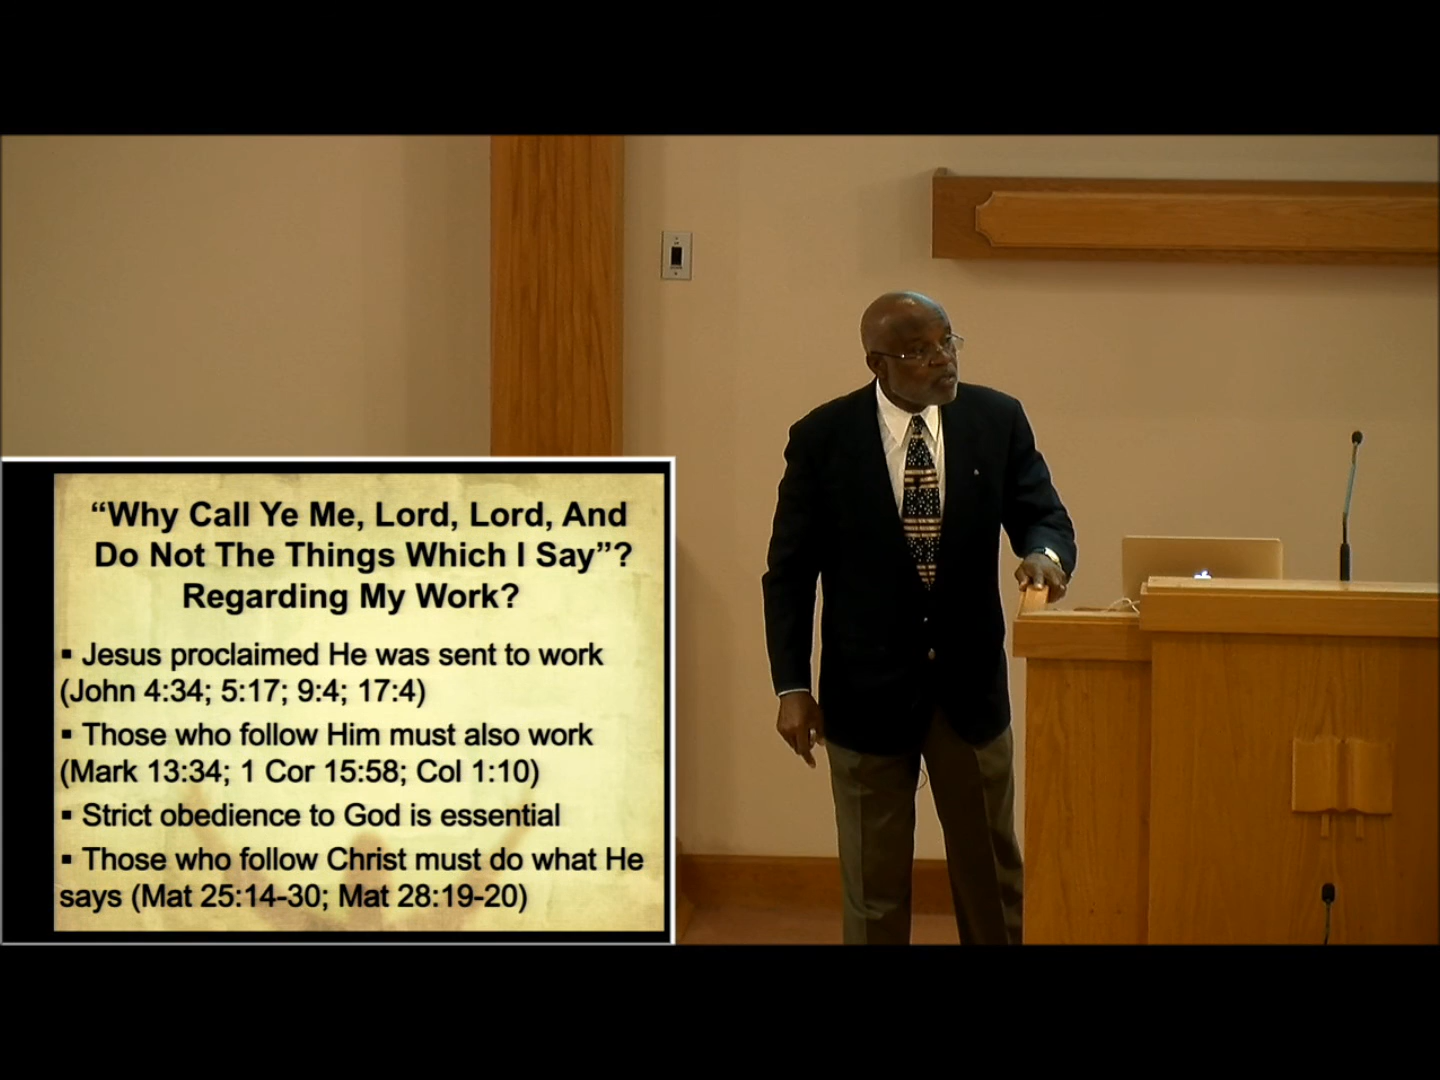 “Why Call Ye Me, Lord, Lord, And
Do Not The Things Which I Say”?
Regarding My Work?
▪ Jesus proclaimed He was sent to work
(John 4:34; 5:17; 9:4; 17:4)
▪ Those who follow Him must also work
(Mark 13:34; 1 Cor 15:58; Col 1:10)
▪ Strict obedience to God is essential
▪ Those who follow Christ must do what He
says (Mat 25:14-30; Mat 28:19-20)